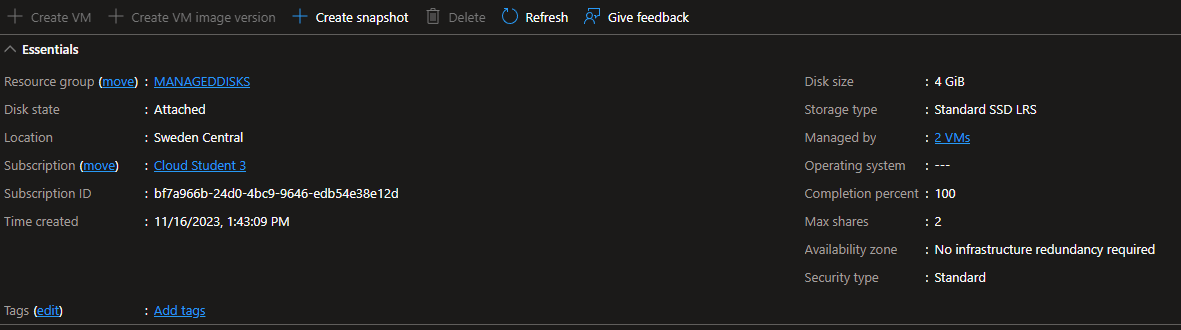 Create VM Create VM image version Create snapshot Delete Refresh Give feedback
Essentials
Resource group (move) : MANAGEDDISKS
Disk state : Attached
Location : Sweden Central
Subscription (move) : Cloud Student 3
Subscription ID : bf7a966b-24d0-4bc9-9646-edb54e38e12d
Time created : 11/16/2023, 1:43:09 PM
Disk size : 4 GiB
Storage type : Standard SSD LRS
Managed by : 2 VMs
Operating system : ---
Completion percent : 100
Max shares : 2
Availability zone : No infrastructure redundancy required
Security type : Standard
Tags (edit) : Add tags